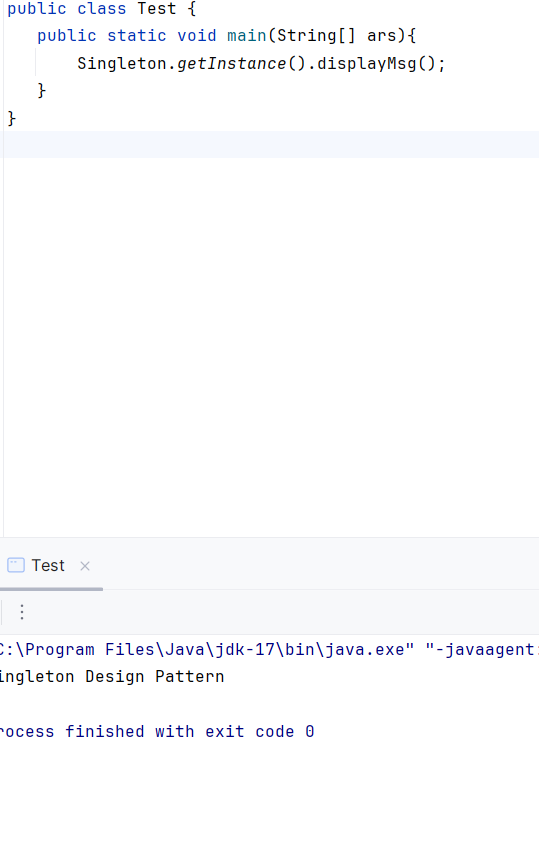 public class Test {
public static void main(String[] ars){
Singleton.getInstance().displayMsg();
}
}
Test
C:\Program Files\Java\jdk-17\bin\java.exe" "-javaagent:
ingleton Design Pattern
rocess finished with exit code 0